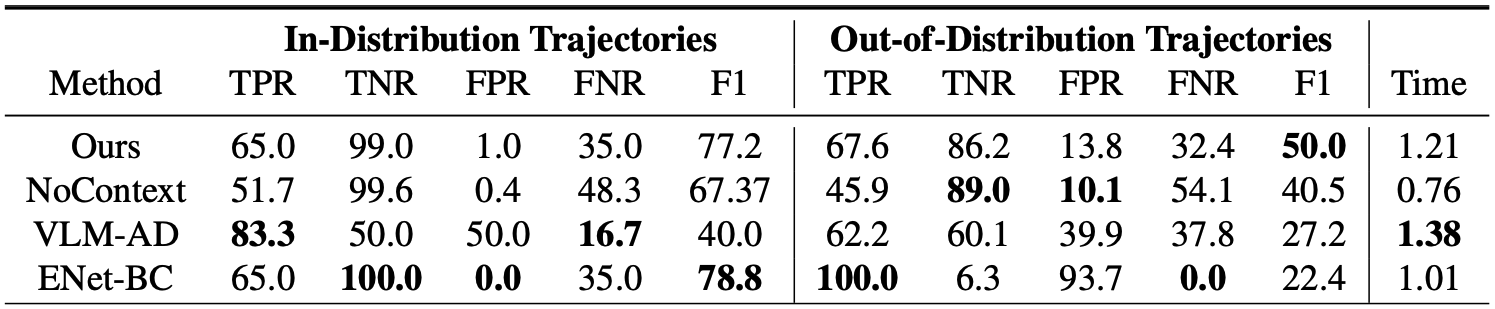 In-Distribution Trajectories Out-of-Distribution Trajectories
Method TPR TNR FPR FNR F1 TPR TNR FPR FNR F1 Time
Ours 65.0 99.0 1.0 35.0 77.2 67.6 86.2 13.8 32.4 50.0 1.21
NoContext 51.7 99.6 0.4 48.3 67.37 45.9 89.0 10.1 54.1 40.5 0.76
VLM-AD 83.3 50.0 50.0 16.7 40.0 62.2 60.1 39.9 37.8 27.2 1.38
ENet-BC 65.0 100.0 0.0 35.0 78.8 100.0 6.3 93.7 0.0 22.4 1.01